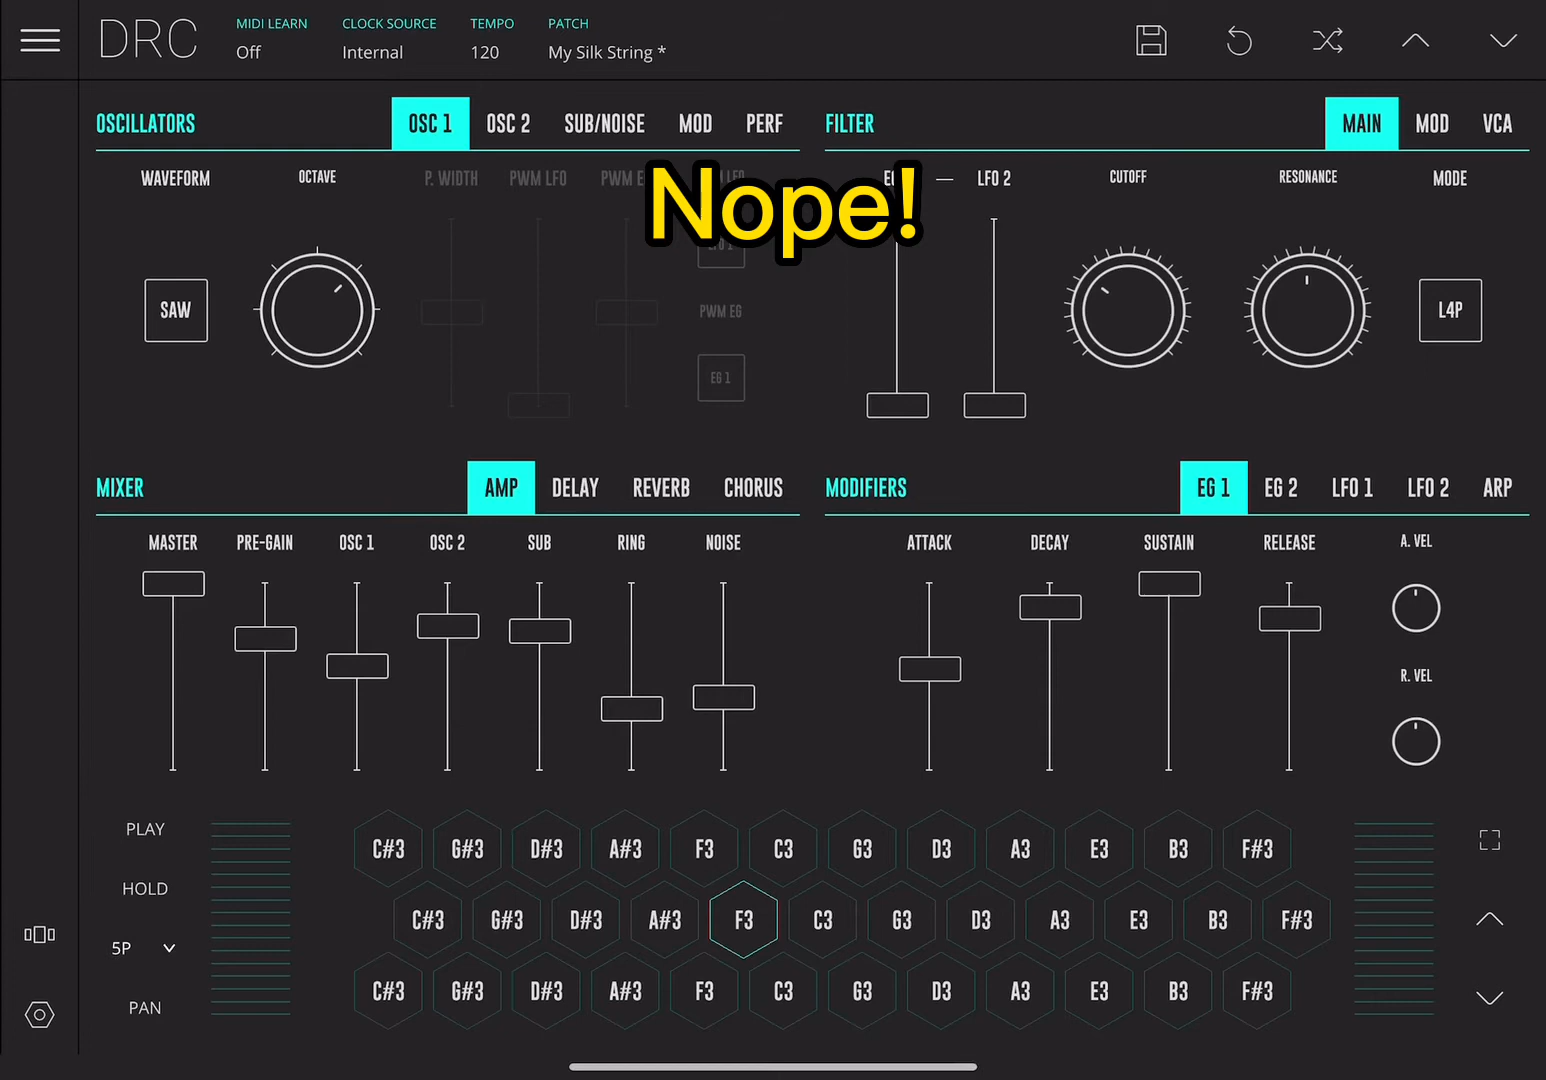 DRC
MIDI LEARN CLOCK SOURCE TEMPO PATCH
Off Internal 120 My Silk String *
OSCILLATORS OSC 1 OSC 2 SUB/NOISE MOD PERF
FILTER MAIN MOD VCA
WAVEFORM OCTAVE P. WIDTH PWM LFO
LFO 2 CUTOFF RESONANCE MODE
Nope!
SAW
PWM EG
L4P
EG 1
MIXER AMP DELAY REVERB CHORUS
MODIFIERS EG 1 EG 2 LFO 1 LFO 2 ARP
MASTER PRE-GAIN OSC 1 OSC 2 SUB RING NOISE
ATTACK DECAY SUSTAIN RELEASE A. VEL
R. VEL
PLAY
HOLD
5P
PAN
C#3 G#3 D#3 A#3 F3 C3 G3 D3 A3 E3 B3 F#3
C#3 G#3 D#3 A#3 F3 C3 G3 D3 A3 E3 B3 F#3
C#3 G#3 D#3 A#3 F3 C3 G3 D3 A3 E3 B3 F#3